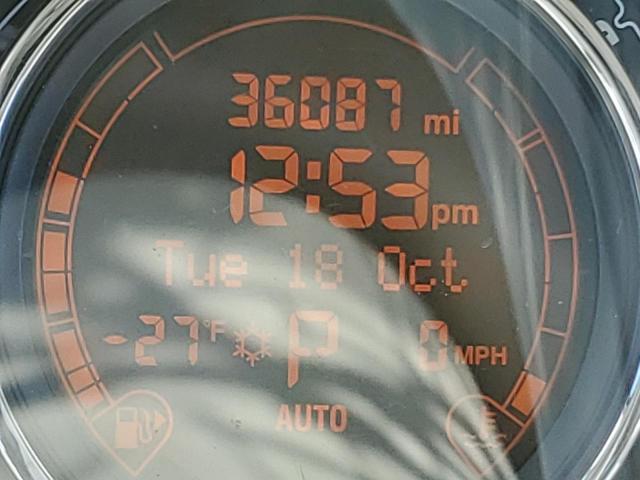 36087 mi
12:53 pm
Tue 18 Oct
-27°F P 0 MPH
AUTO